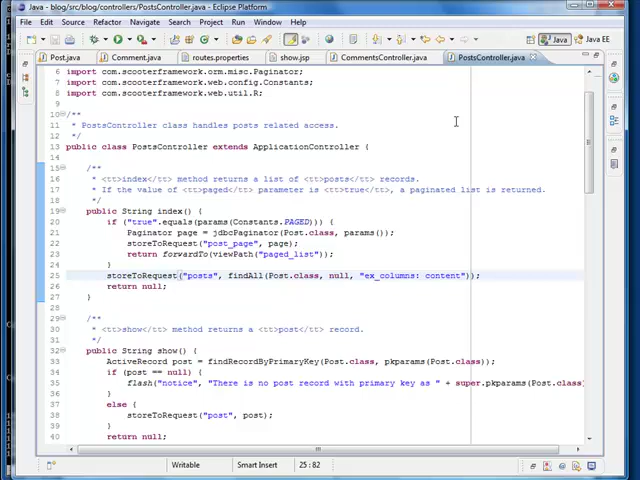 Java - blog/src/blog/controllers/PostsController.java - Eclipse Platform
File Edit Source Refactor Navigate Search Project Run Window Help
Java Java EE
Post.java Comment.java routes.properties show.jsp CommentsController.java PostsController.java
6 import com.scooterframework.orm.misc.Paginator;
7 import com.scooterframework.web.config.Constants;
8 import com.scooterframework.web.util.R;
9
10 /**
11 * PostsController class handles posts related access.
12 */
13 public class PostsController extends ApplicationController {
14
15 /**
16 * <tt>index</tt> method returns a list of <tt>posts</tt> records.
17 * If the value of <tt>paged</tt> parameter is <tt>true</tt>, a paginated list is returned.
18 */
19 public String index() {
20 if ("true".equals(params(Constants.PAGED))) {
21 Paginator page = jdbcPaginator(Post.class, params());
22 storeToRequest("post_page", page);
23 return forwardTo(viewPath("paged_list"));
24 }
25 storeToRequest("posts", findAll(Post.class, null, "ex_columns: content"));
26 return null;
27 }
28
29 /**
30 * <tt>show</tt> method returns a <tt>post</tt> record.
31 */
32 public String show() {
33 ActiveRecord post = findRecordByPrimaryKey(Post.class, pkparams(Post.class));
34 if (post == null) {
35 flash("notice", "There is no post record with primary key as " + super.pkparams(Post.class)
36 }
37 else {
38 storeToRequest("post", post);
39 }
40 return null;
Writable Smart Insert 25 : 82